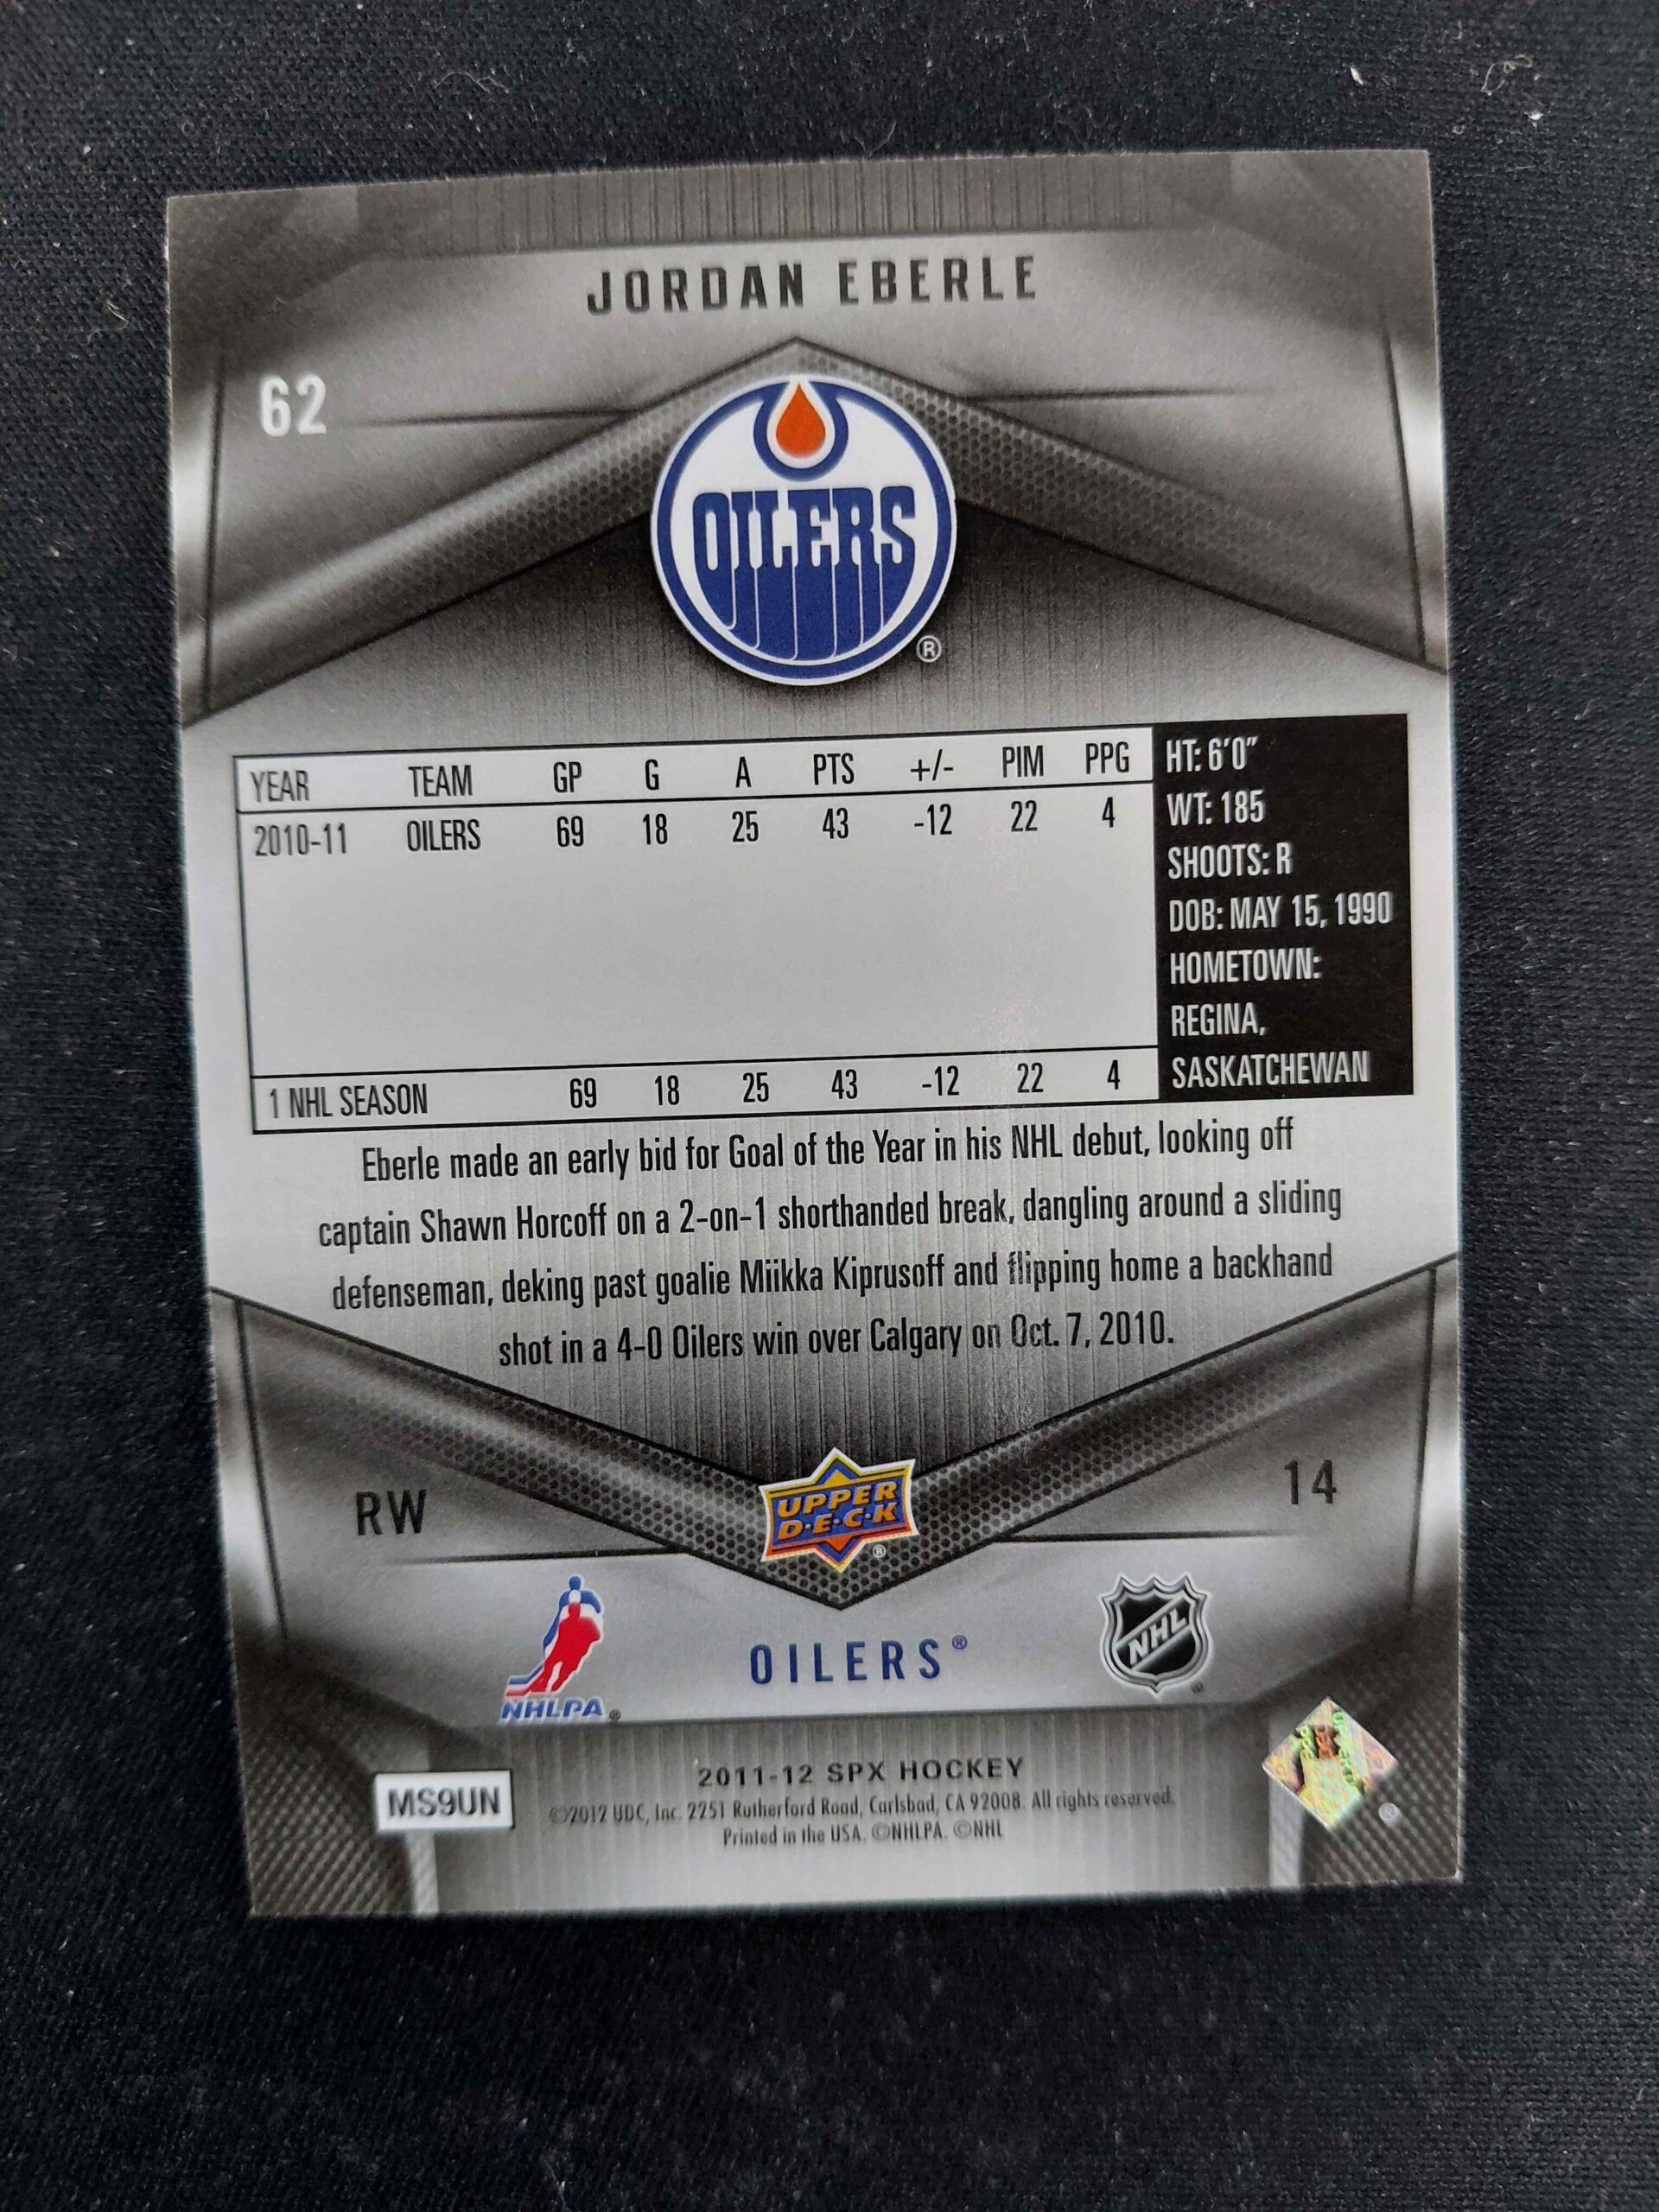 JORDAN EBERLE
62
OILERS
®
YEAR TEAM GP G A PTS +/- PIM PPG
2010-11 OILERS 69 18 25 43 -12 22 4
1 NHL SEASON 69 18 25 43 -12 22 4
HT: 6'0"
WT: 185
SHOOTS: R
DOB: MAY 15, 1990
HOMETOWN:
REGINA,
SASKATCHEWAN
Eberle made an early bid for Goal of the Year in his NHL debut, looking off
captain Shawn Horcoff on a 2-on-1 shorthanded break, dangling around a sliding
defenseman, deking past goalie Miikka Kiprusoff and flipping home a backhand
shot in a 4-0 Oilers win over Calgary on Oct. 7, 2010.
RW
UPPER
D·E·C·K
®
14
NHLPA®
OILERS®
NHL
®
MS9UN
2011-12 SPX HOCKEY
©2012 UDC, Inc. 2251 Rutherford Road, Carlsbad, CA 92008. All rights reserved.
Printed in the USA. ©NHLPA. ©NHL
®